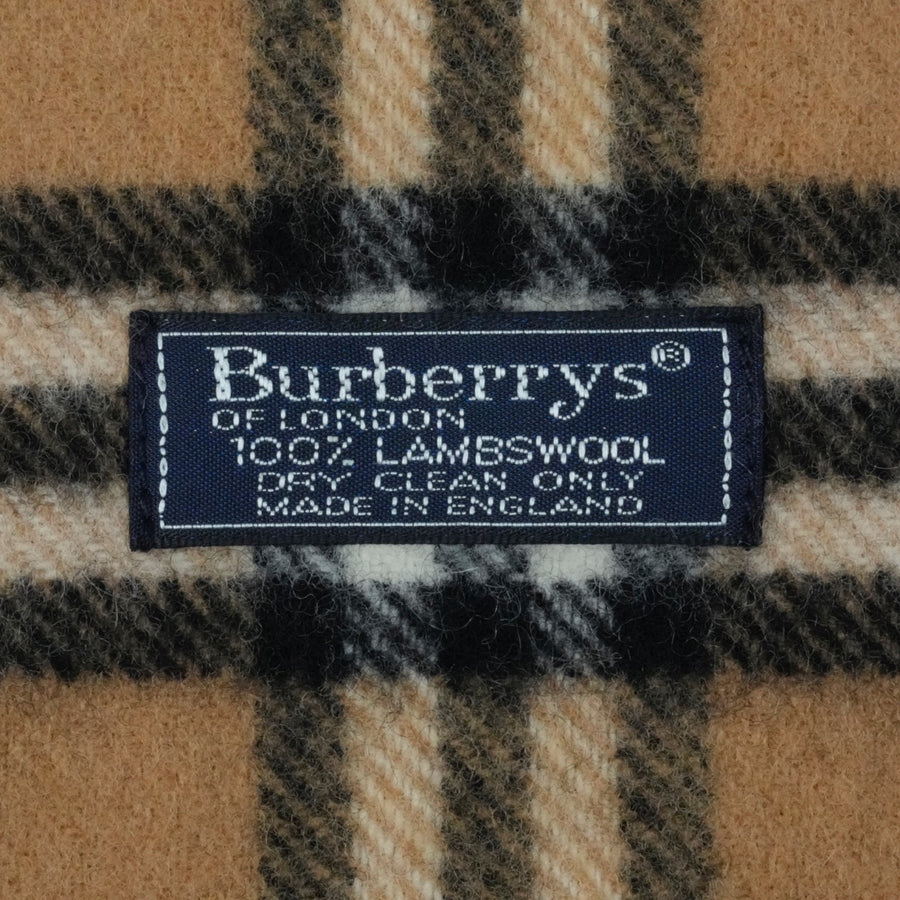 Burberrys®
OF LONDON
100% LAMBSWOOL
DRY CLEAN ONLY
MADE IN ENGLAND